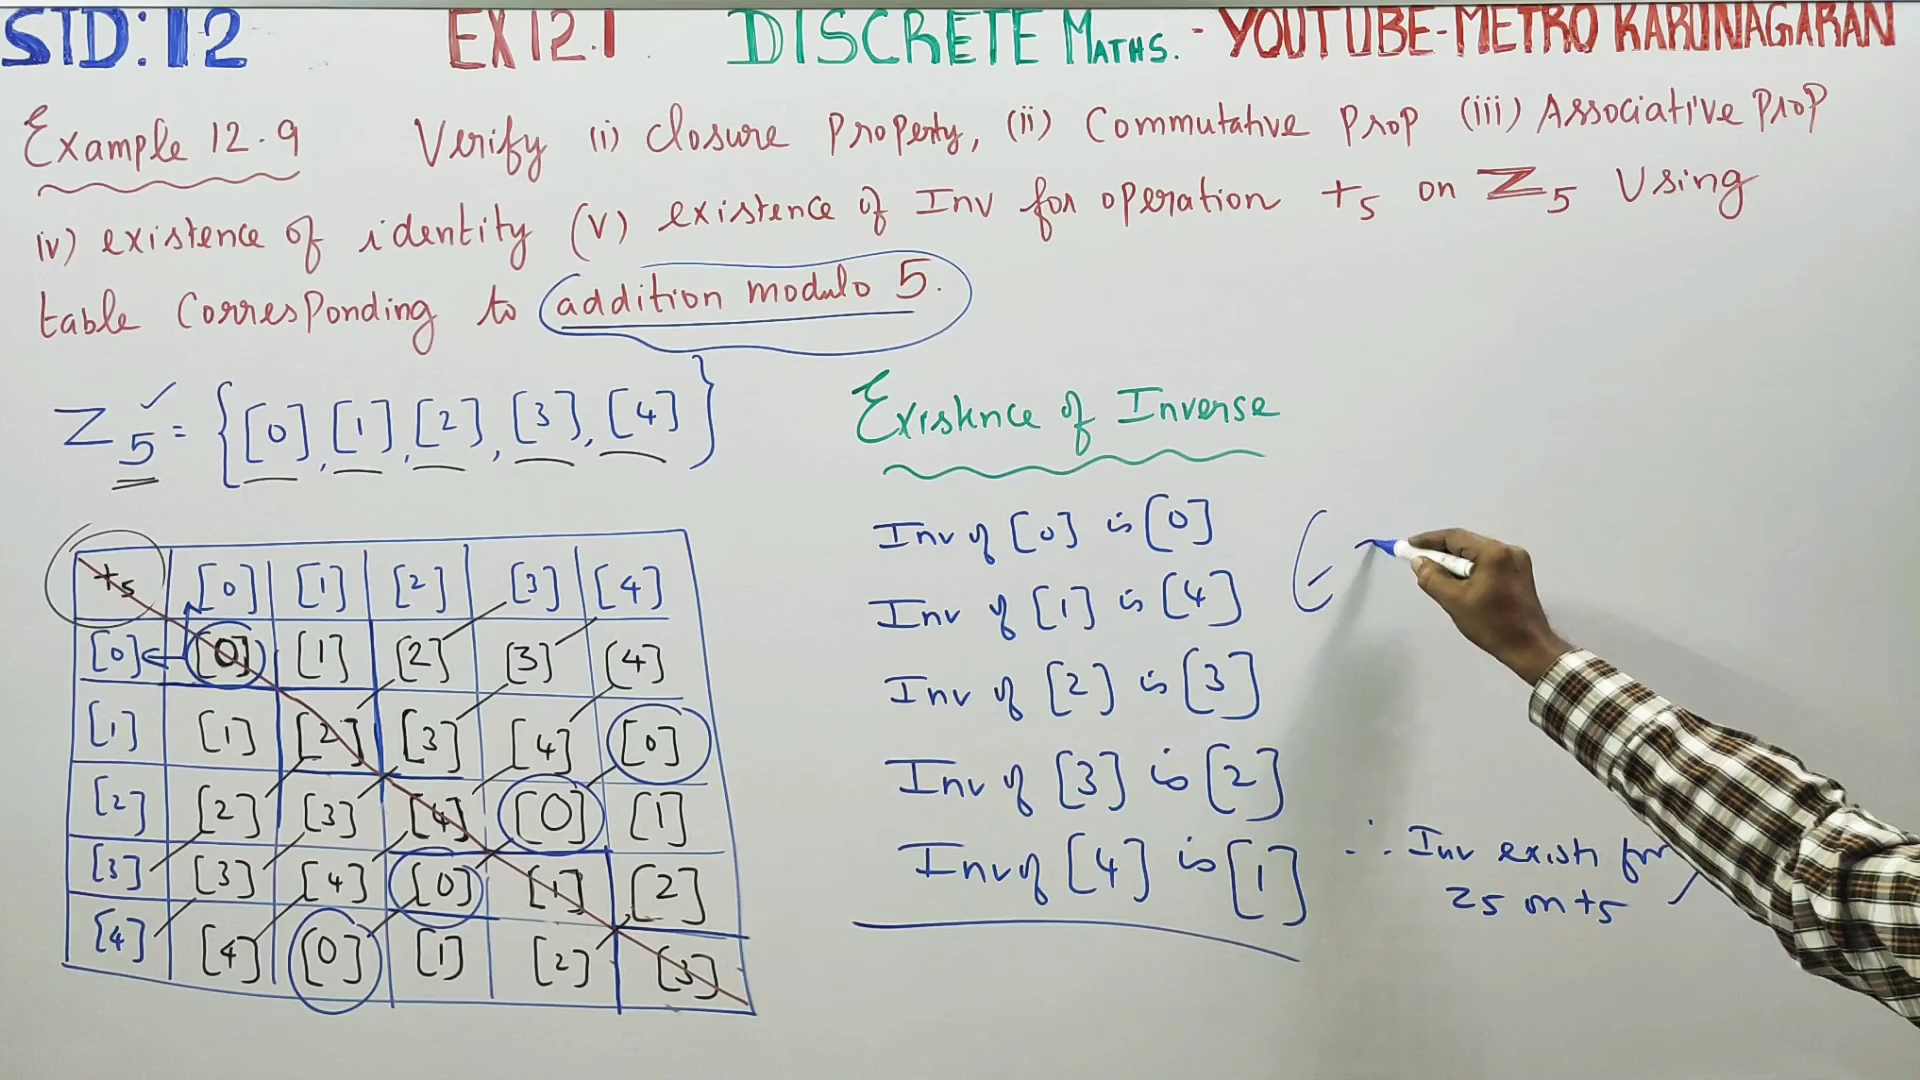 STD:12 EX12.1 DISCRETE MATHS. - YOUTUBE-METRO KARUNAGARAN
Example 12.9 Verify (i) closure Property, (ii) Commutative Prop (iii) Associative Prop
iv) existence of identity (v) existence of Inv for operation +5 on Z5 Using
table Corresponding to addition modulo 5.
Z5 = {[0], [1], [2], [3], [4]}
Existence of Inverse
+5 [0] [1] [2] [3] [4]
[0] [0] [1] [2] [3] [4]
[1] [1] [2] [3] [4] [0]
[2] [2] [3] [4] [0] [1]
[3] [3] [4] [0] [1] [2]
[4] [4] [0] [1] [2] [3]
Inv of [0] is [0]
Inv of [1] is [4]
Inv of [2] is [3]
Inv of [3] is [2]
Inv of [4] is [1]
∴ Inv exist for
Z5 on +5